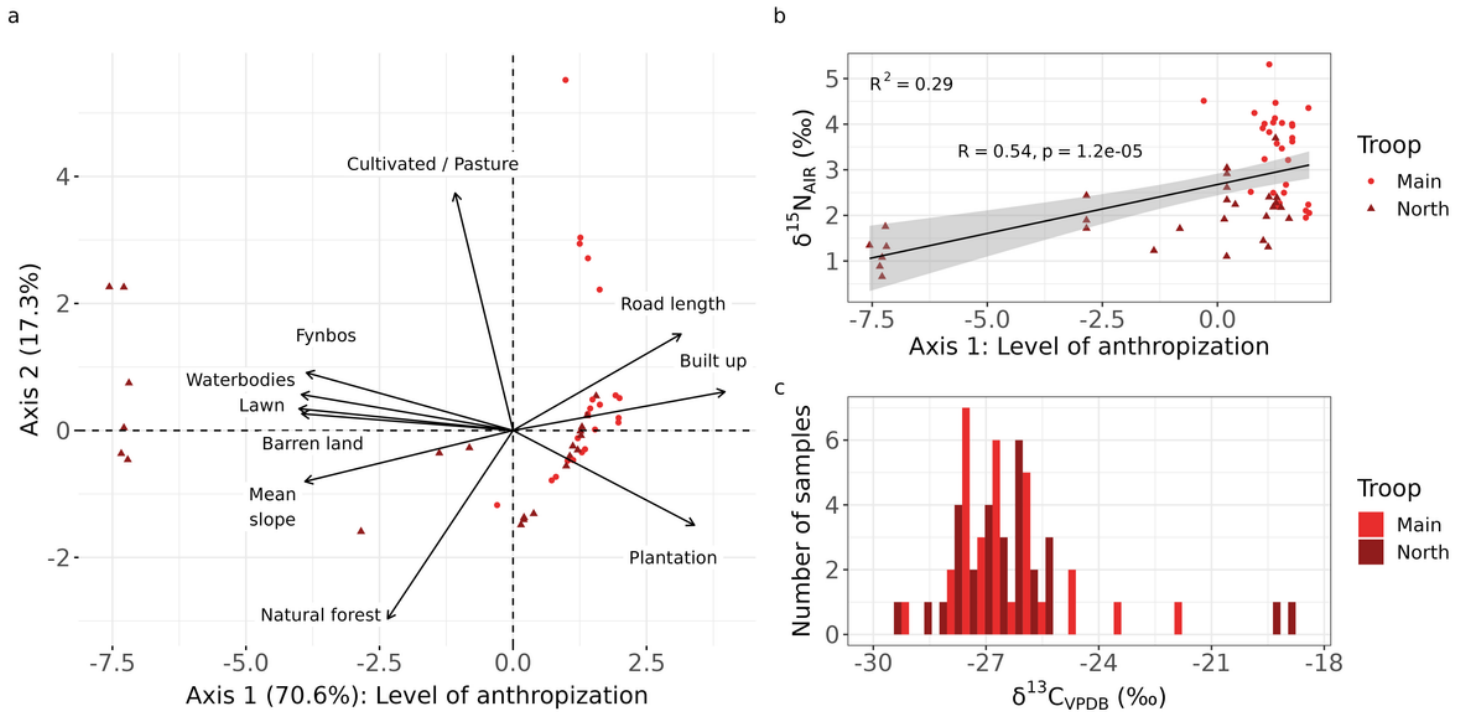 a
Cultivated / Pasture
Road length
Fynbos
Built up
Waterbodies
Lawn
Barren land
Mean
slope
Plantation
Natural forest
4
2
0
-2
-7.5 -5.0 -2.5 0.0 2.5
Axis 2 (17.3%)
Axis 1 (70.6%): Level of anthropization
b
R² = 0.29
R = 0.54, p = 1.2e-05
5
4
3
2
1
-7.5 -5.0 -2.5 0.0
δ¹⁵N_AIR (‰)
Axis 1: Level of anthropization
Troop
Main
North
c
6
4
2
0
-30 -27 -24 -21 -18
Number of samples
δ¹³C_VPDB (‰)
Troop
Main
North